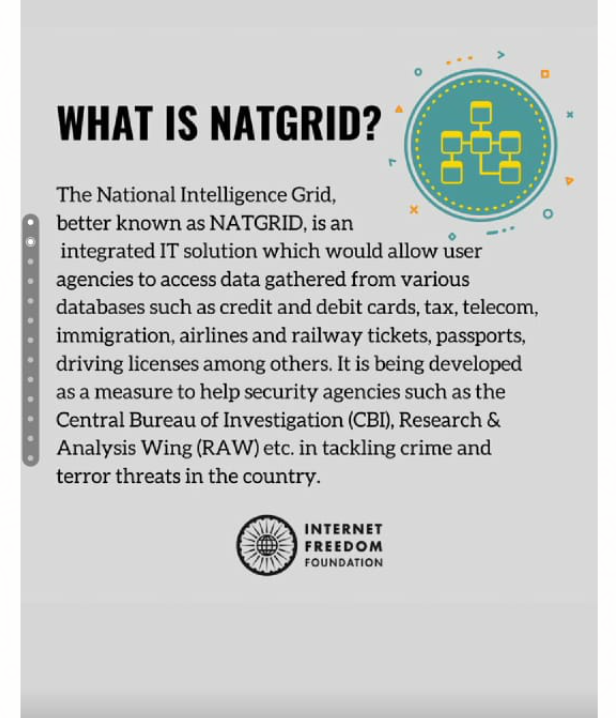 WHAT IS NATGRID?
The National Intelligence Grid,
better known as NATGRID, is an
integrated IT solution which would allow user
agencies to access data gathered from various
databases such as credit and debit cards, tax, telecom,
immigration, airlines and railway tickets, passports,
driving licenses among others. It is being developed
as a measure to help security agencies such as the
Central Bureau of Investigation (CBI), Research &
Analysis Wing (RAW) etc. in tackling crime and
terror threats in the country.
INTERNET
FREEDOM
FOUNDATION